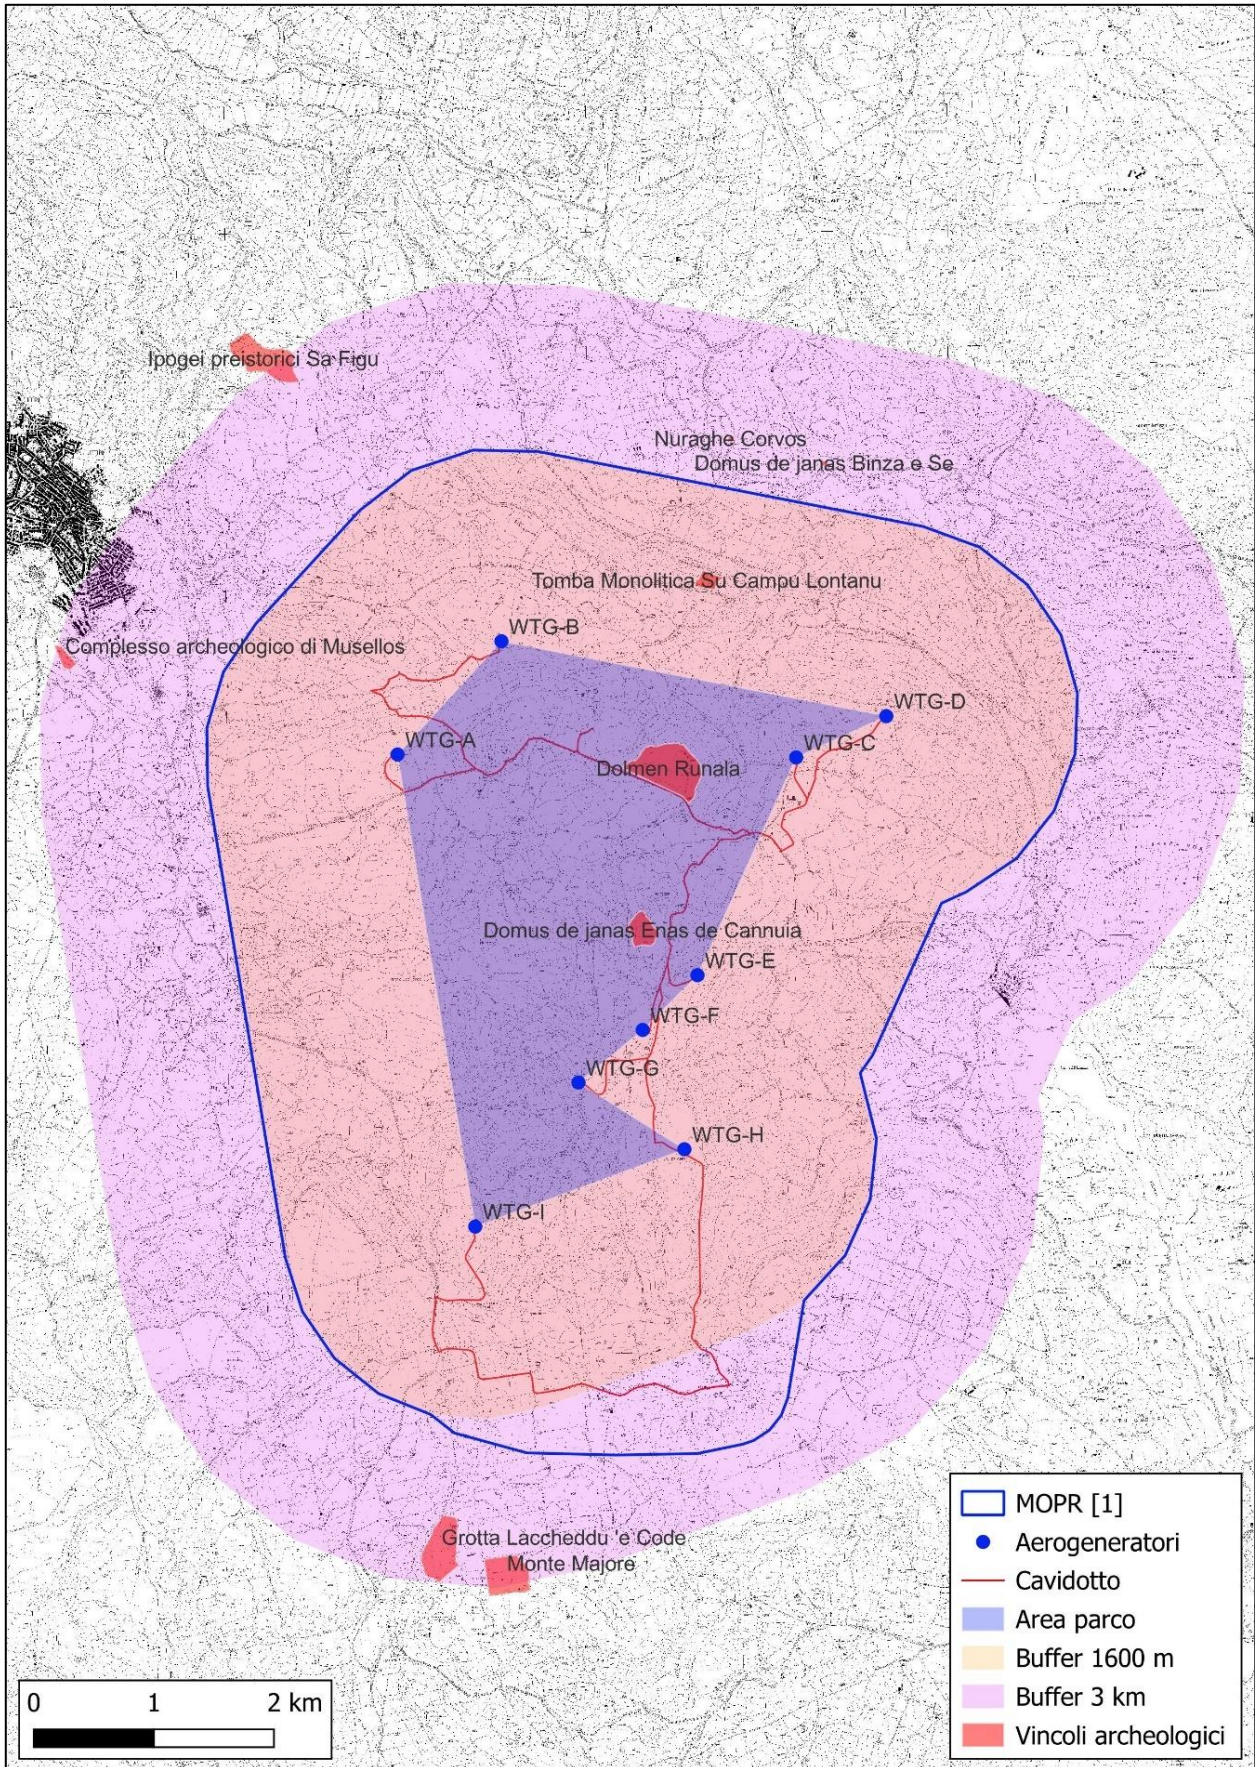 Ipogei preistorici Sa Figu
Nuraghe Corvos
Domus de janas Binza e Se
Tomba Monolitica Su Campu Lontanu
WTG-B
Complesso archeologico di Musellos
WTG-D
WTG-A
WTG-C
Dolmen Runala
Domus de janas Enas de Cannuia
WTG-E
WTG-F
WTG-G
WTG-H
WTG-I
Grotta Laccheddu 'e Code
Monte Majore
MOPR [1]
Aerogeneratori
Cavidotto
Area parco
Buffer 1600 m
Buffer 3 km
Vincoli archeologici
0 1 2 km